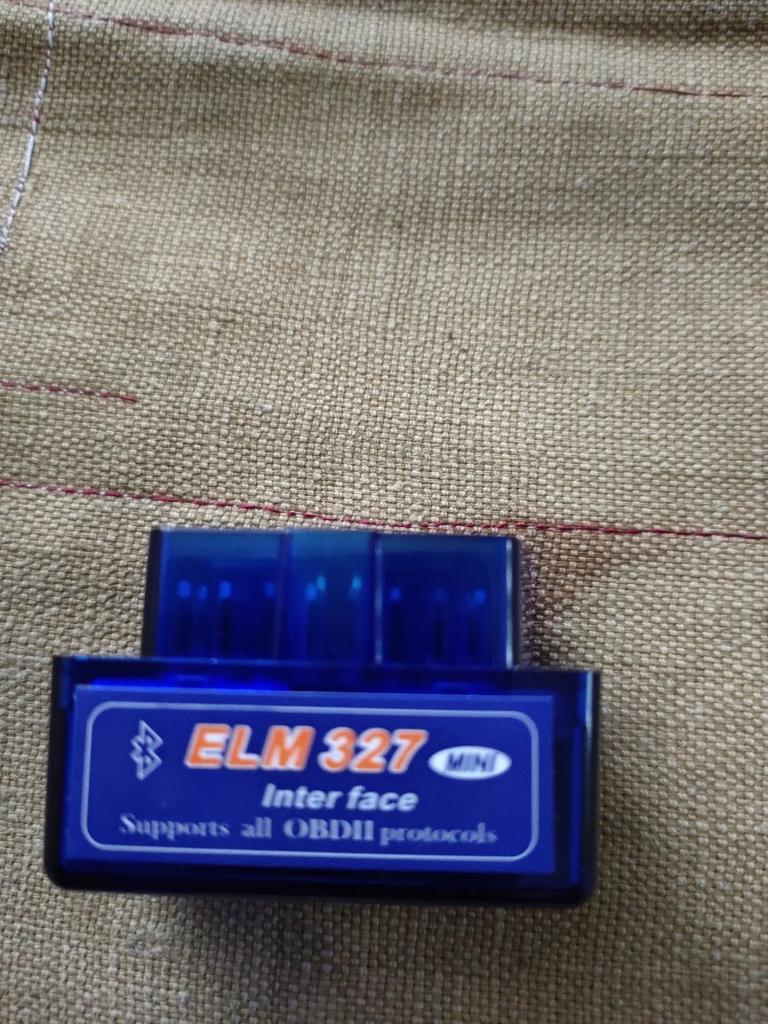 ELM 327 MINI
Inter face
Supports all OBDII protocols